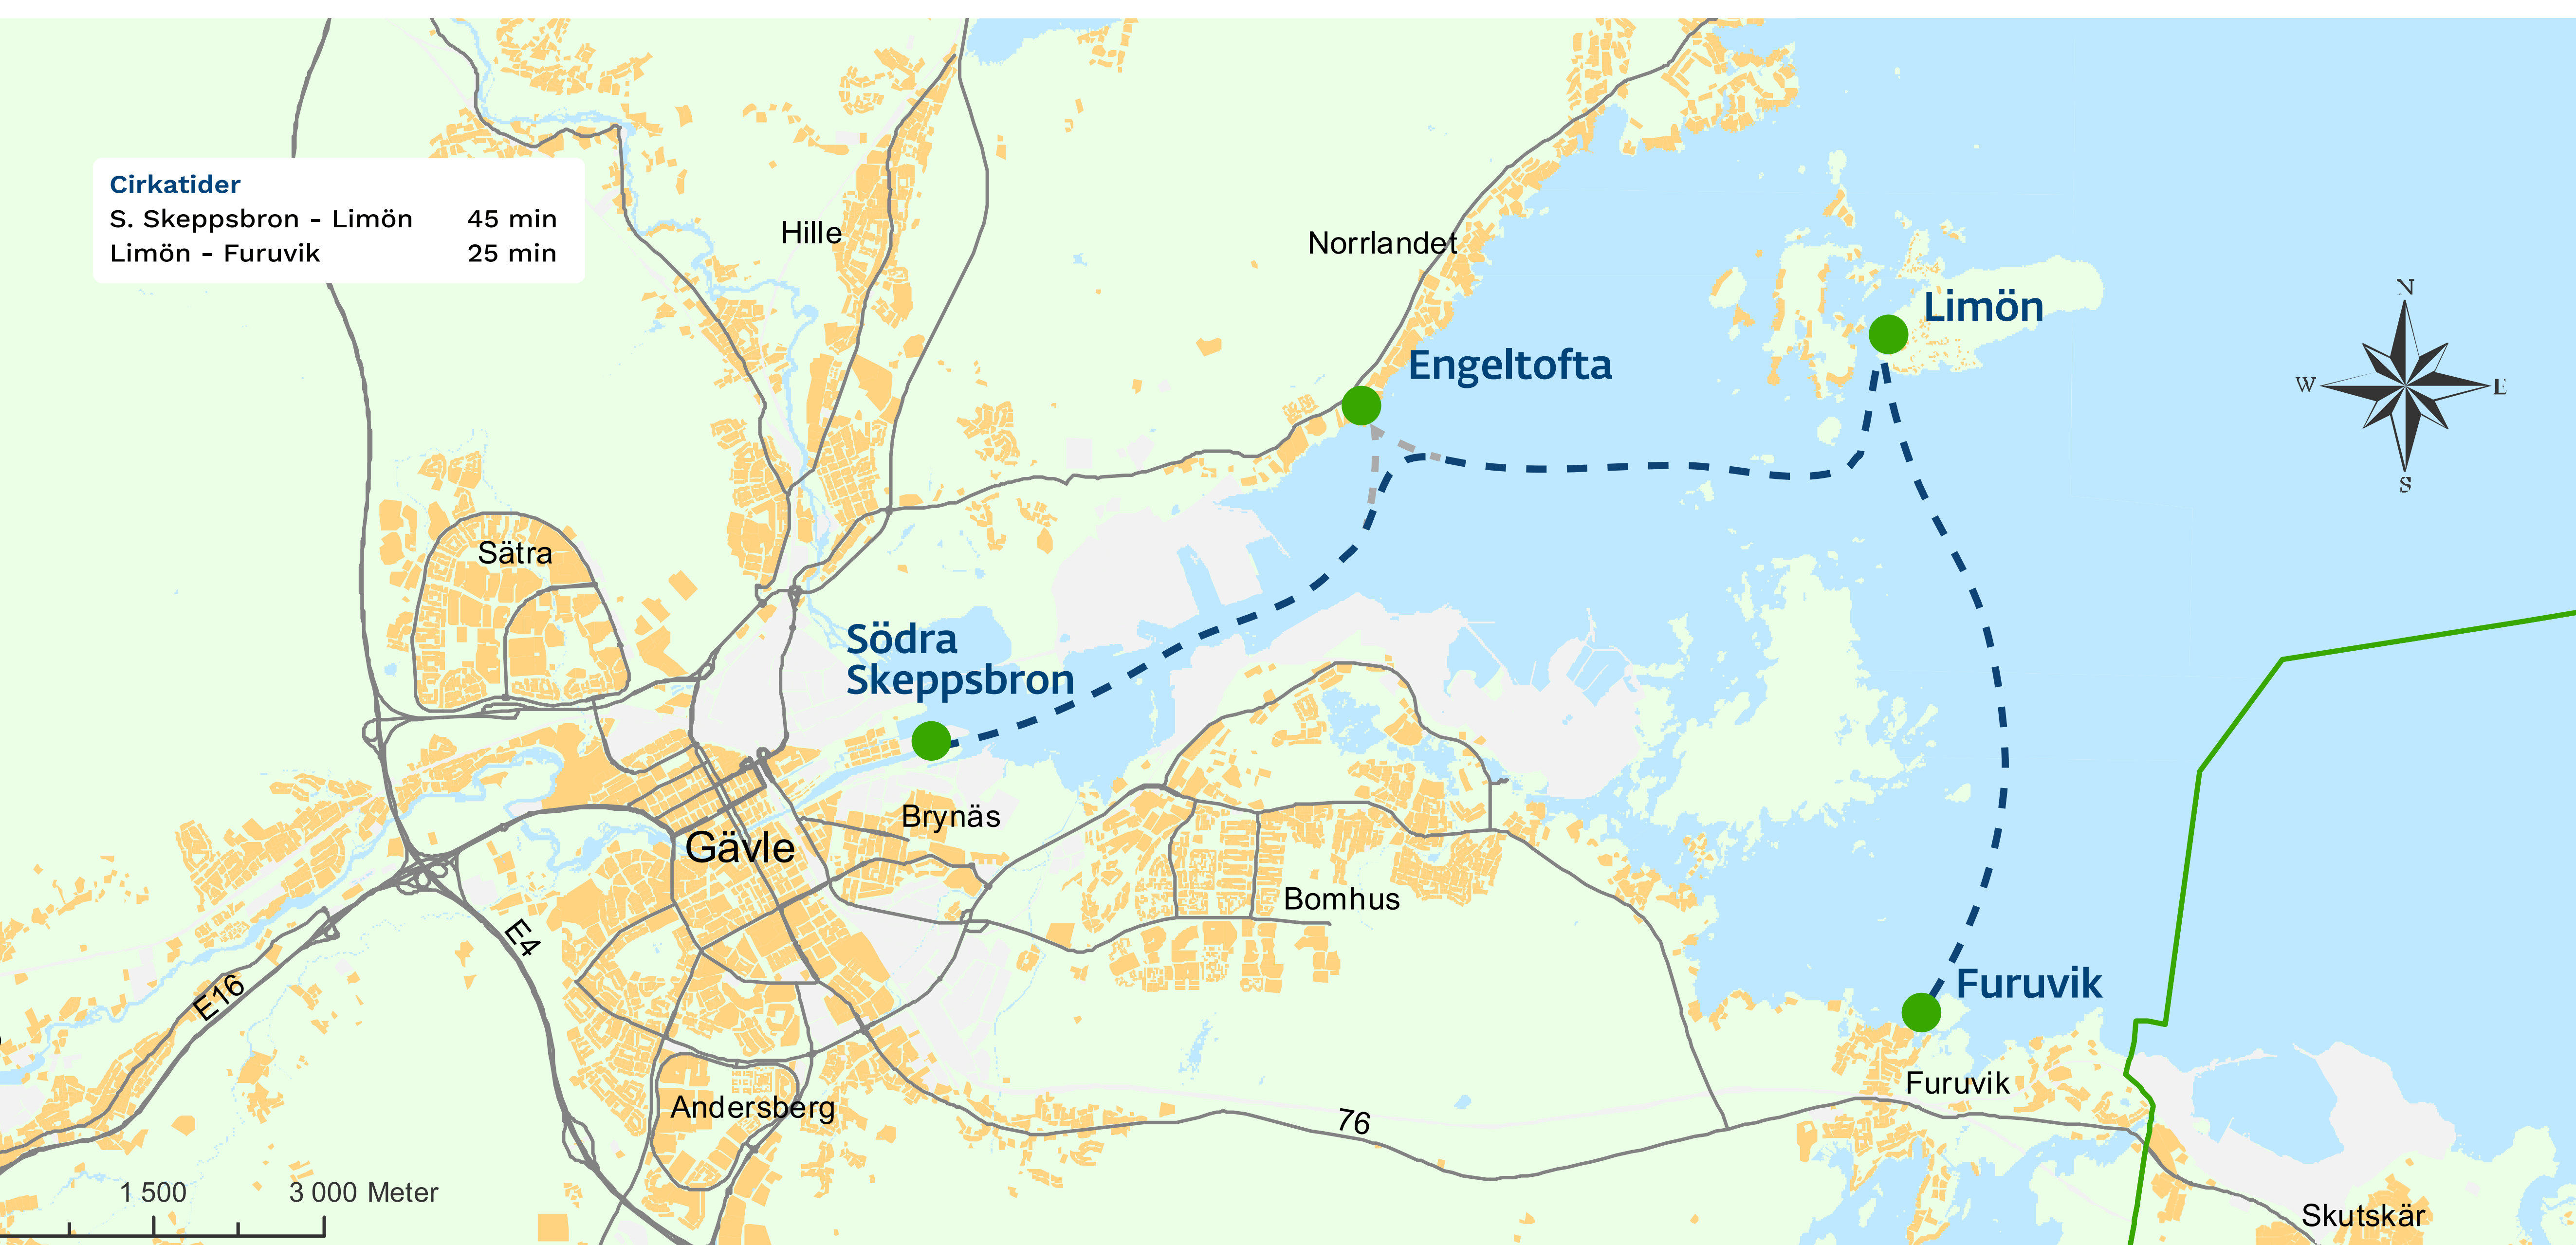 Cirkatider
S. Skeppsbron - Limön 45 min
Limön - Furuvik 25 min
Hille
Norrlandet
Limön
N
W
E
S
Engeltofta
Sätra
Södra
Skeppsbron
Brynäs
Gävle
Bomhus
E4
E16
Furuvik
Furuvik
Andersberg
76
1 500
3 000 Meter
Skutskär